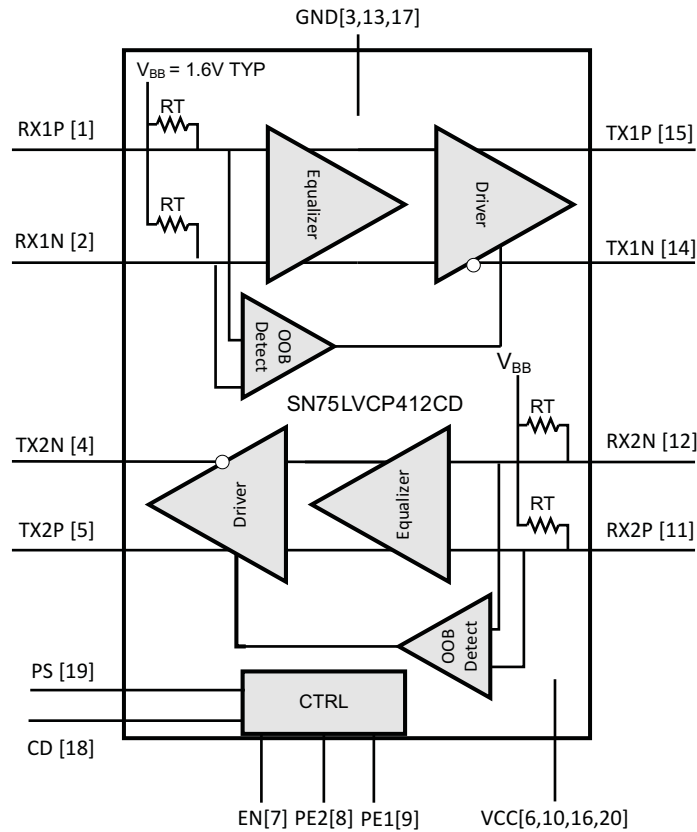 GND[3,13,17]
VBB = 1.6V TYP
RT
RX1P [1]
TX1P [15]
Equalizer
Driver
RT
RX1N [2]
TX1N [14]
OOB
Detect
VBB
SN75LVCP412CD
RT
TX2N [4]
RX2N [12]
Driver
Equalizer
RT
TX2P [5]
RX2P [11]
OOB
Detect
PS [19]
CTRL
CD [18]
EN[7]
PE2[8]
PE1[9]
VCC[6,10,16,20]